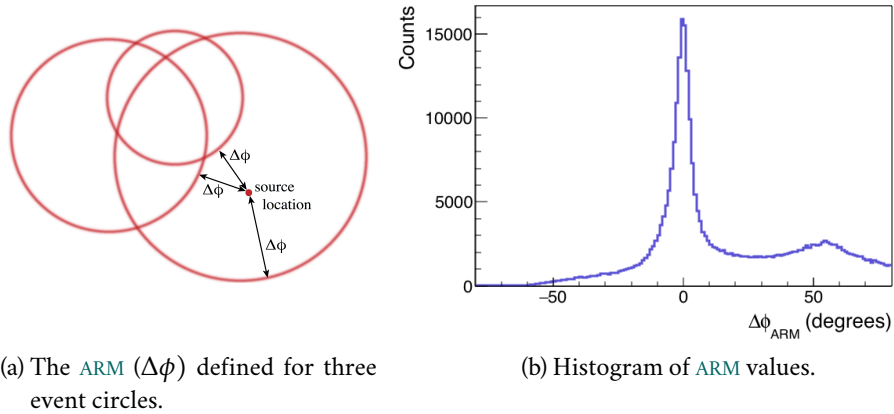 Δϕ
Δϕ
source
location
Δϕ
(a) The ARM (Δϕ) defined for three
event circles.
Counts
15000
10000
5000
0
−50
0
50
Δϕ_ARM (degrees)
(b) Histogram of ARM values.